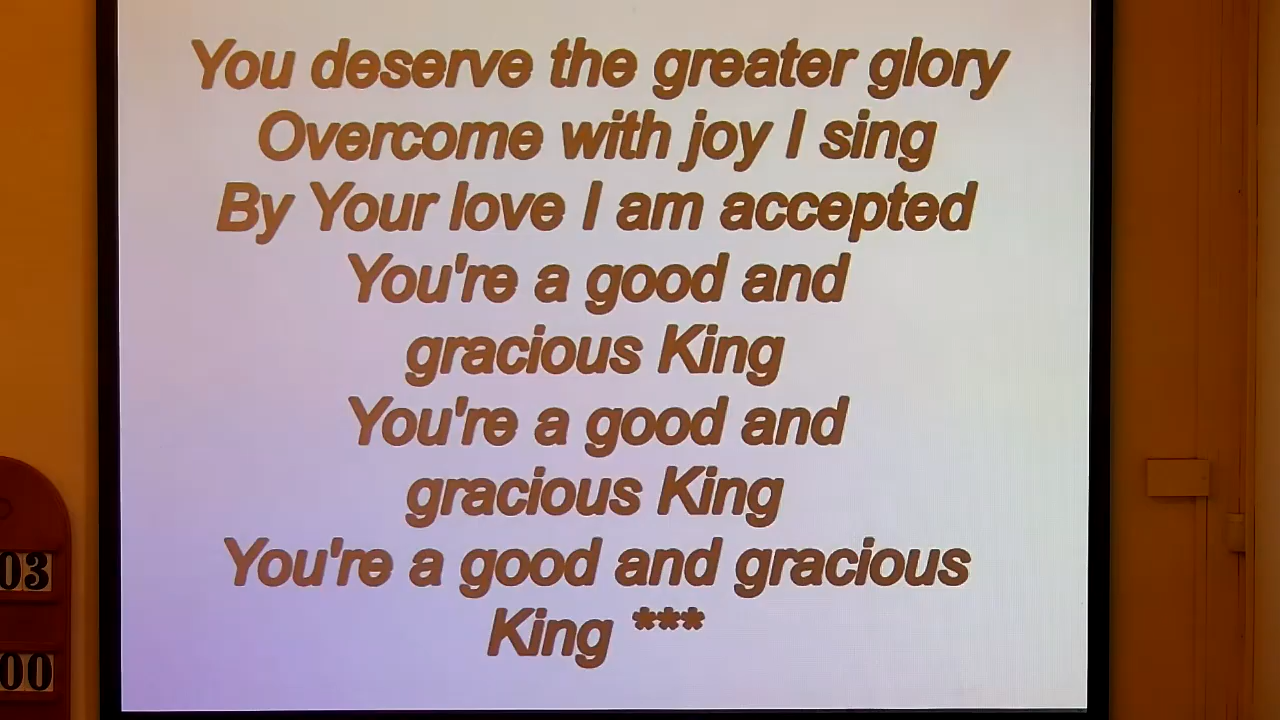 You deserve the greater glory
Overcome with joy I sing
By Your love I am accepted
You're a good and
gracious King
You're a good and
gracious King
You're a good and gracious
King ***
03
00